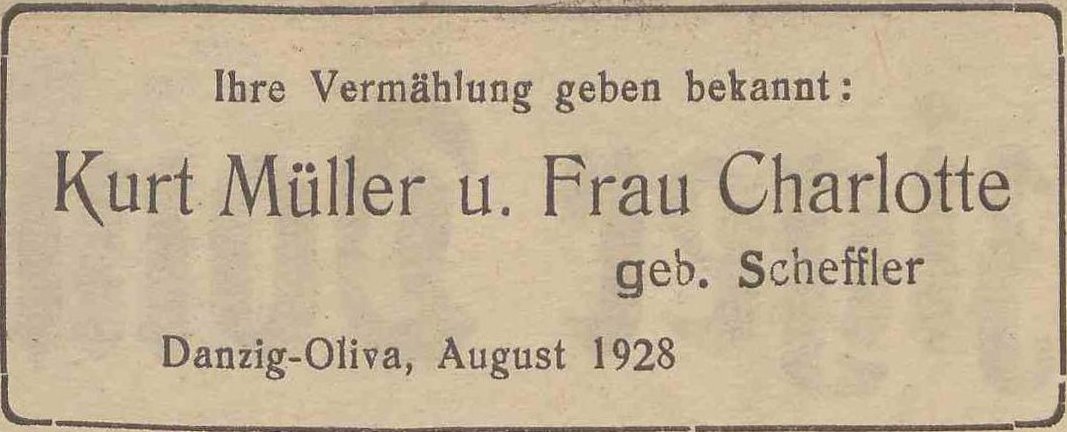 Ihre Vermählung geben bekannt:
Kurt Müller u. Frau Charlotte
geb. Scheffler
Danzig-Oliva, August 1928